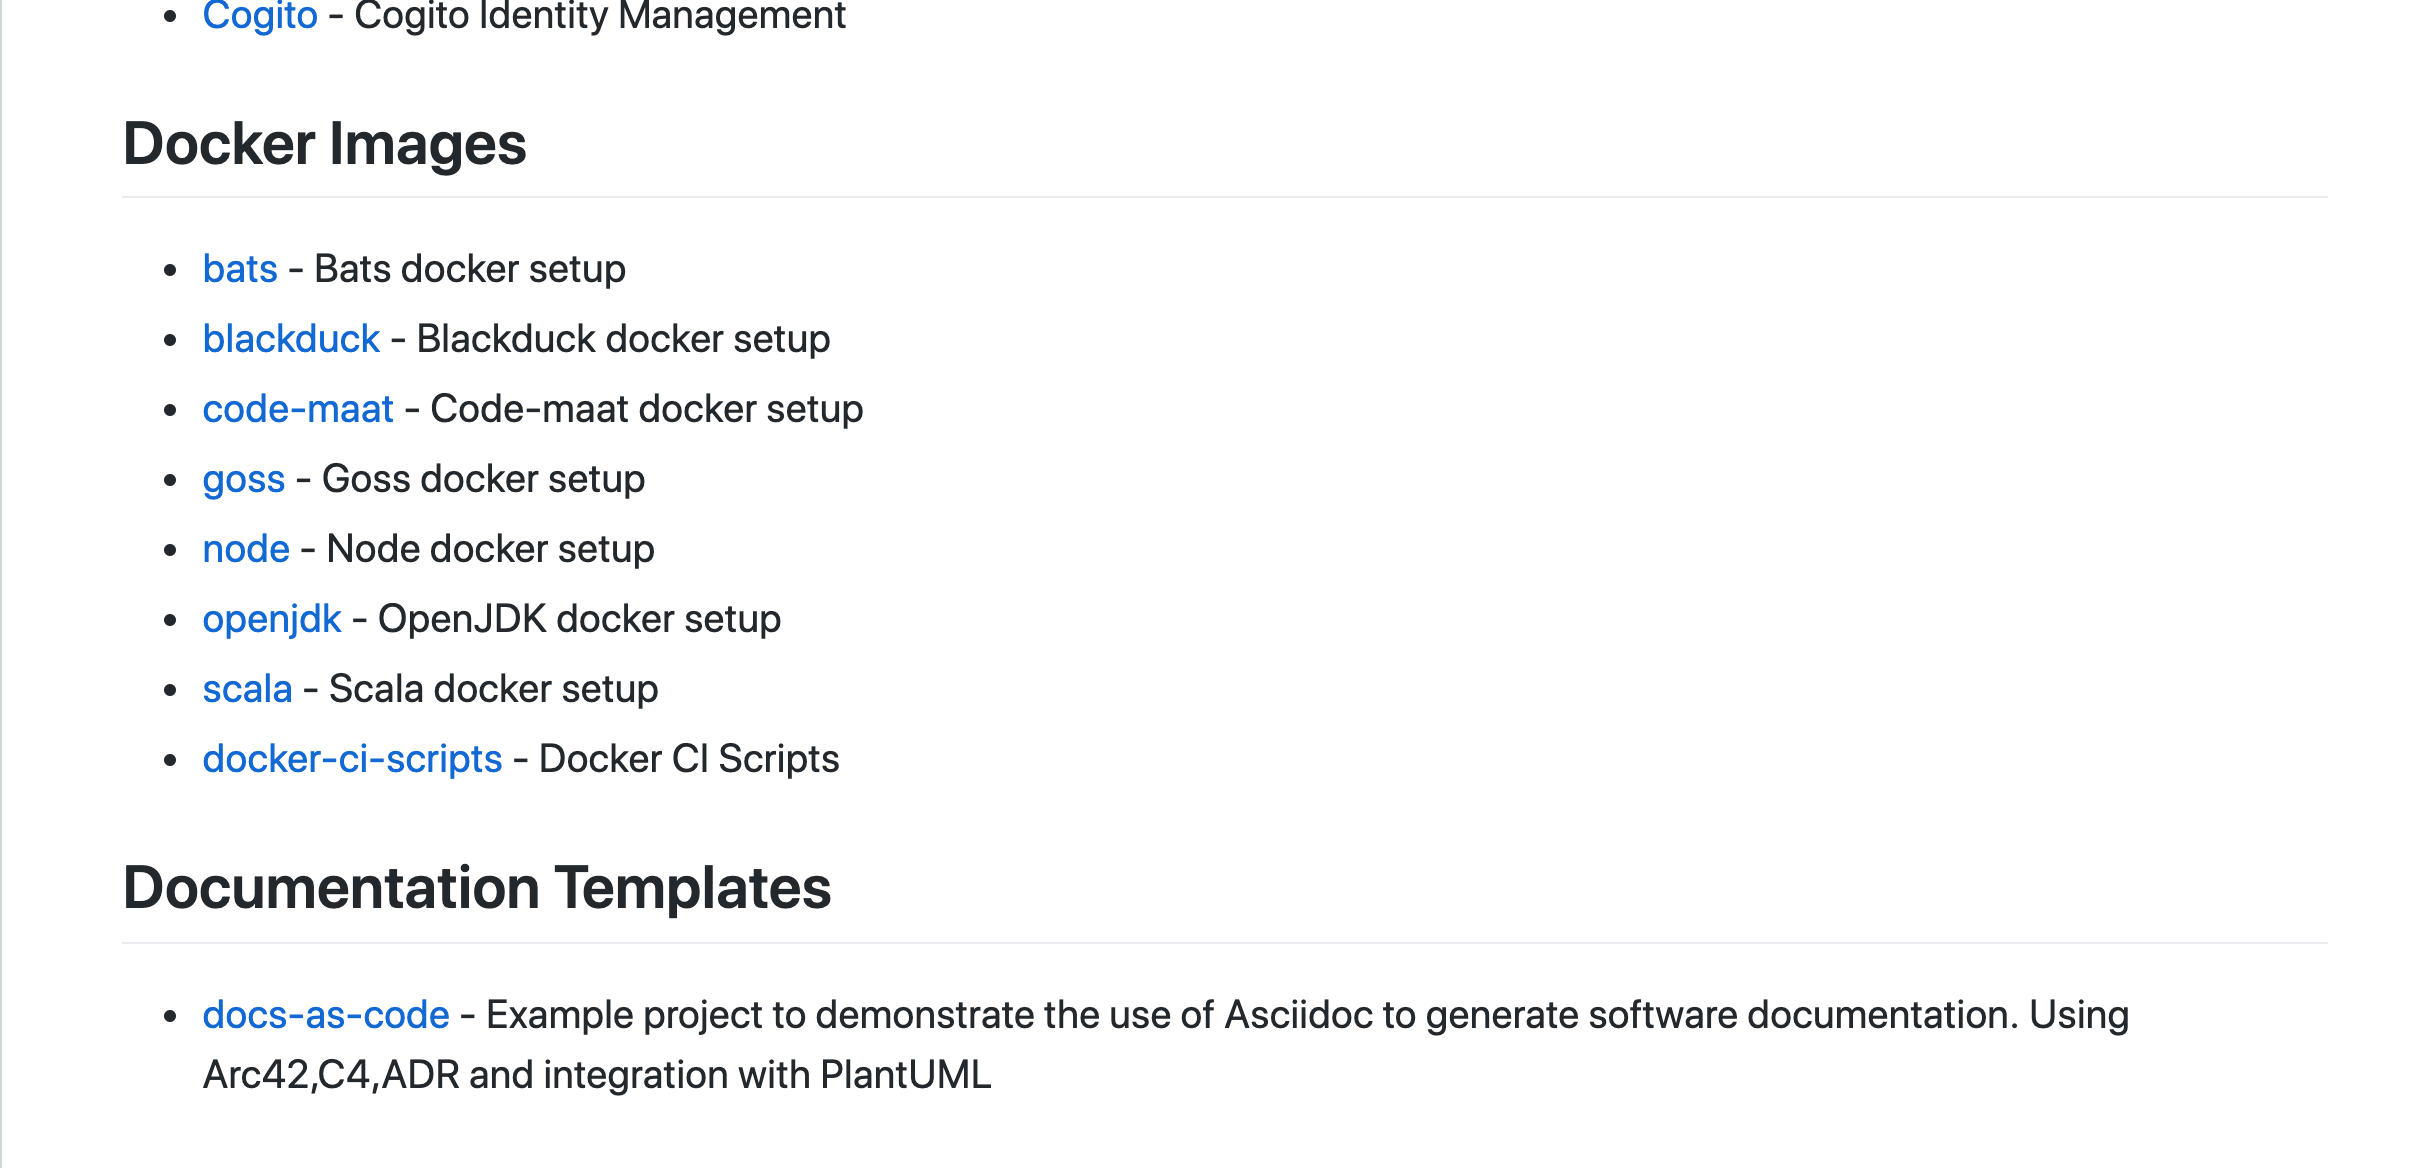 Cogito - Cogito Identity Management
Docker Images
bats - Bats docker setup
blackduck - Blackduck docker setup
code-maat - Code-maat docker setup
goss - Goss docker setup
node - Node docker setup
openjdk - OpenJDK docker setup
scala - Scala docker setup
docker-ci-scripts - Docker CI Scripts
Documentation Templates
docs-as-code - Example project to demonstrate the use of Asciidoc to generate software documentation. Using
Arc42,C4,ADR and integration with PlantUML